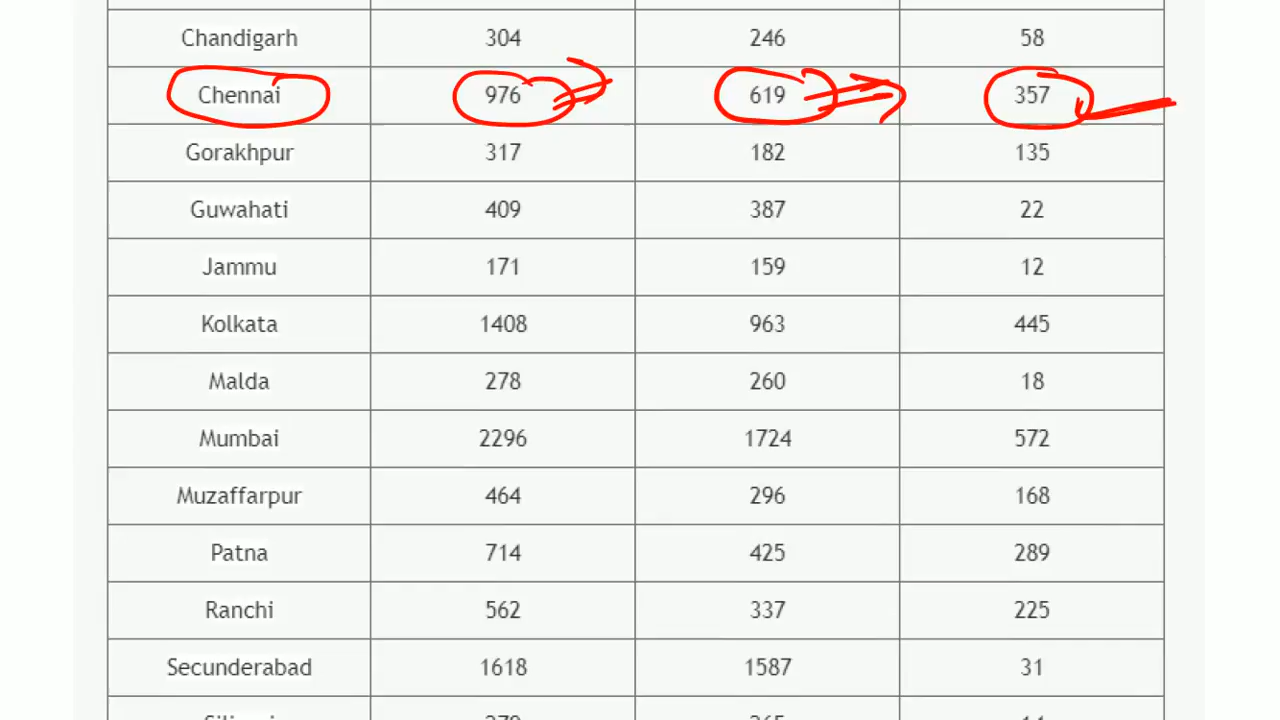 Chandigarh 304 246 58
Chennai 976 619 357
Gorakhpur 317 182 135
Guwahati 409 387 22
Jammu 171 159 12
Kolkata 1408 963 445
Malda 278 260 18
Mumbai 2296 1724 572
Muzaffarpur 464 296 168
Patna 714 425 289
Ranchi 562 337 225
Secunderabad 1618 1587 31